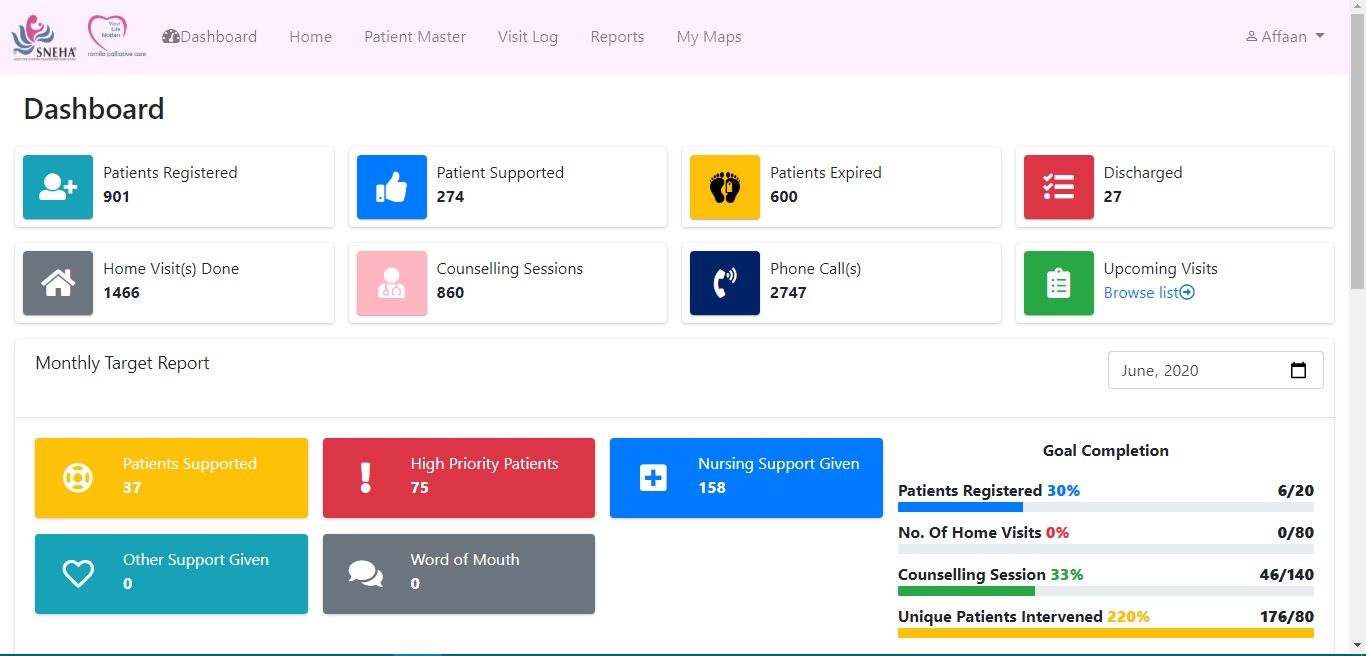 SNEHA
Your
Life
Matters
romila palliative care
Dashboard
Home
Patient Master
Visit Log
Reports
My Maps
Affaan
Dashboard
Patients Registered
901
Patient Supported
274
Patients Expired
600
Discharged
27
Home Visit(s) Done
1466
Counselling Sessions
860
Phone Call(s)
2747
Upcoming Visits
Browse list
Monthly Target Report
June, 2020
Patients Supported
37
High Priority Patients
75
Nursing Support Given
158
Other Support Given
0
Word of Mouth
0
Goal Completion
Patients Registered 30% 6/20
No. Of Home Visits 0% 0/80
Counselling Session 33% 46/140
Unique Patients Intervened 220% 176/80